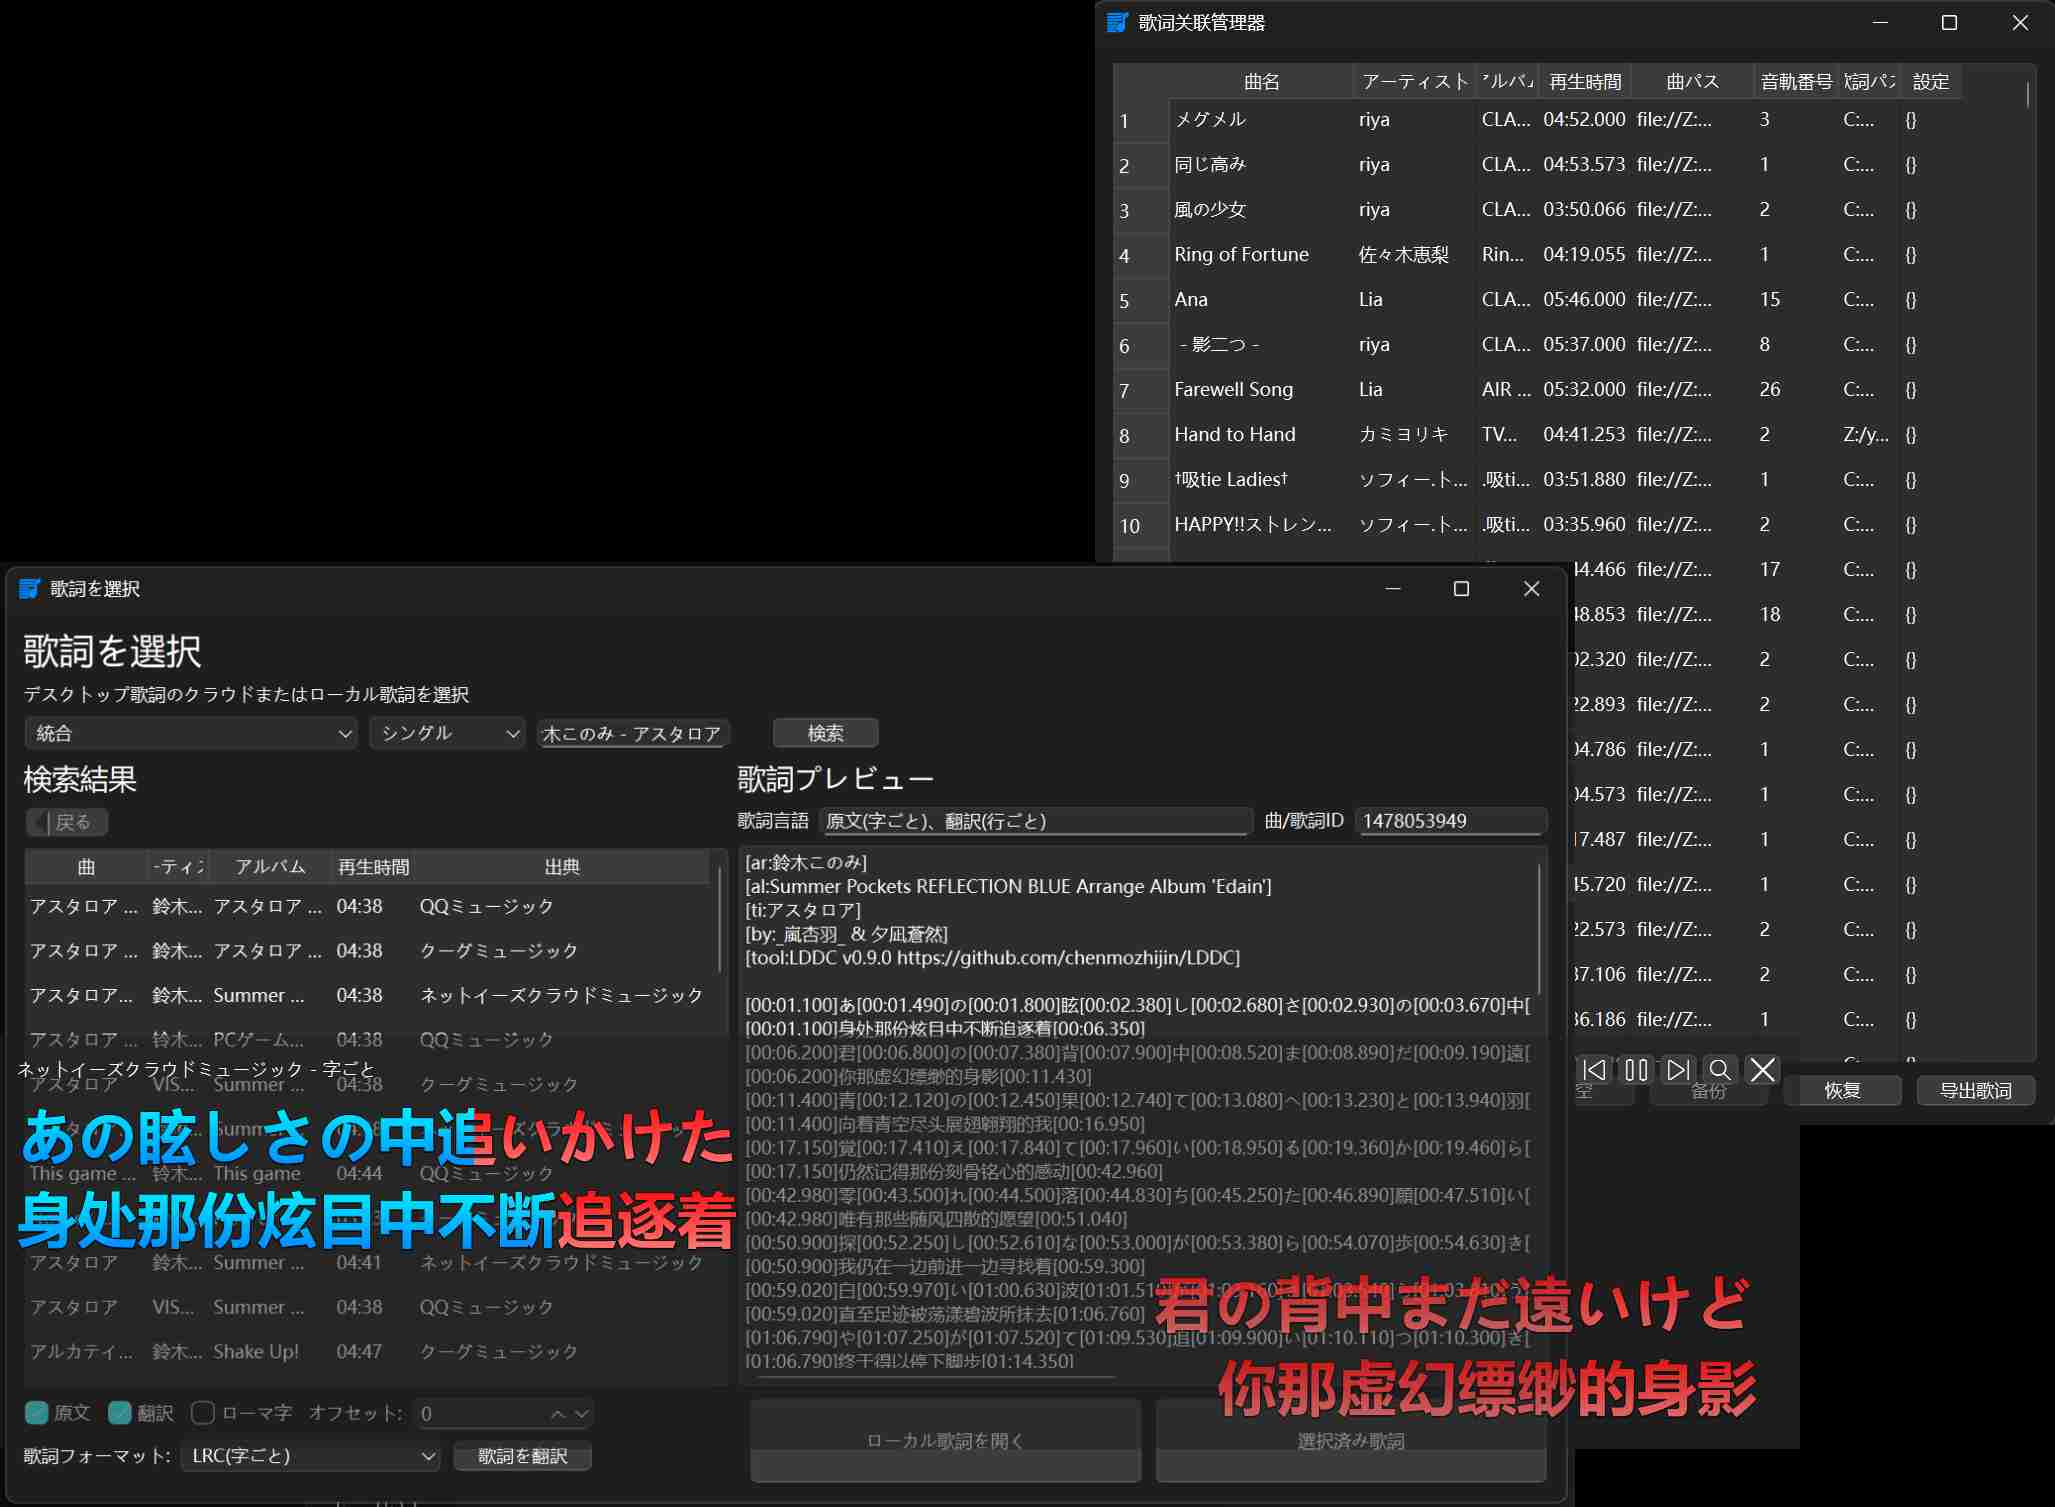 歌词关联管理器
曲名 アーティスト アルバム 再生時間 曲パス 音軌番号 歌詞パス 設定
1 メグメル riya CLA... 04:52.000 file://Z:... 3 C:... {}
2 同じ高み riya CLA... 04:53.573 file://Z:... 1 C:... {}
3 風の少女 riya CLA... 03:50.066 file://Z:... 2 C:... {}
4 Ring of Fortune 佐々木恵梨 Rin... 04:19.055 file://Z:... 1 C:... {}
5 Ana Lia CLA... 05:46.000 file://Z:... 15 C:... {}
6 - 影二つ - riya CLA... 05:37.000 file://Z:... 8 C:... {}
7 Farewell Song Lia AIR ... 05:32.000 file://Z:... 26 C:... {}
8 Hand to Hand カミヨリキ TV... 04:41.253 file://Z:... 2 Z:/y... {}
9 †吸tie Ladies† ソフィー.ト... .吸ti... 03:51.880 file://Z:... 1 C:... {}
10 HAPPY!!ストレン... ソフィー.ト... .吸ti... 03:35.960 file://Z:... 2 C:... {}
44.466 file://Z:... 17 C:... {}
48.853 file://Z:... 18 C:... {}
02.320 file://Z:... 2 C:... {}
22.893 file://Z:... 2 C:... {}
04.786 file://Z:... 1 C:... {}
04.573 file://Z:... 1 C:... {}
17.487 file://Z:... 1 C:... {}
45.720 file://Z:... 1 C:... {}
22.573 file://Z:... 2 C:... {}
37.106 file://Z:... 2 C:... {}
36.186 file://Z:... 1 C:... {}
空 备份 恢复 导出歌词
歌詞を選択
歌詞を選択
デスクトップ歌詞のクラウドまたはローカル歌詞を選択
統合 シングル 木このみ - アスタロア 検索
検索結果
戻る
曲 ーティス アルバム 再生時間 出典
アスタロア ... 鈴木... アスタロア ... 04:38 QQミュージック
アスタロア ... 鈴木... アスタロア ... 04:38 クーグミュージック
アスタロア... 鈴木... Summer ... 04:38 ネットイーズクラウドミュージック
アスタロア ... 鈴木... PCゲーム... 04:38 QQミュージック
アスタロア VIS... Summer ... 04:38 クーグミュージック
ネットイーズクラウドミュージック - 字ごと
あの眩しさの中追いかけた
This game ... 鈴木... This game 04:44 QQミュージック
身处那份炫目中不断追逐着
アスタロア 鈴木... Summer ... 04:41 ネットイーズクラウドミュージック
アスタロア VIS... Summer ... 04:38 QQミュージック
アルカティ... 鈴木... Shake Up! 04:47 クーグミュージック
原文 翻訳 ローマ字 オフセット: 0
歌詞フォーマット: LRC(字ごと) 歌詞を翻訳
歌詞プレビュー
歌詞言語 原文(字ごと)、翻訳(行ごと) 曲/歌詞ID 1478053949
[ar:鈴木このみ]
[al:Summer Pockets REFLECTION BLUE Arrange Album 'Edain']
[ti:アスタロア]
[by:_嵐杏羽_ & 夕凪蒼然]
[tool:LDDC v0.9.0 https://github.com/chenmozhijin/LDDC]
[00:01.100]あ[00:01.490]の[00:01.800]眩[00:02.380]し[00:02.680]さ[00:02.930]の[00:03.670]中[
[00:01.100]身处那份炫目中不断追逐着[00:06.350]
[00:06.200]君[00:06.800]の[00:07.380]背[00:07.900]中[00:08.520]ま[00:08.890]だ[00:09.190]遠[
[00:06.200]你那虚幻缥缈的身影[00:11.430]
[00:11.400]青[00:12.120]の[00:12.450]果[00:12.740]て[00:13.080]へ[00:13.230]と[00:13.940]羽[
[00:11.400]向着青空尽头展翅翱翔的我[00:16.950]
[00:17.150]覚[00:17.410]え[00:17.840]て[00:17.960]い[00:18.950]る[00:19.360]か[00:19.460]ら[
[00:17.150]仍然记得那份刻骨铭心的感动[00:42.960]
[00:42.980]零[00:43.500]れ[00:44.500]落[00:44.830]ち[00:45.250]た[00:46.890]願[00:47.510]い[
[00:42.980]唯有那些随风四散的愿望[00:51.040]
[00:50.900]探[00:52.250]し[00:52.610]な[00:53.000]が[00:53.380]ら[00:54.070]歩[00:54.630]き[
[00:50.900]我仍在一边前进一边寻找着[00:59.300]
[00:59.020]白[00:59.970]い[01:00.630]波[01:01.510]
[00:59.020]直至足迹被荡漾碧波所抹去[01:06.760]
[01:06.790]や[01:07.250]が[01:07.520]て[01:09.530]追[01:09.900]い[01:10.110]つ[01:10.300]き[
[01:06.790]终于得以停下脚步[01:14.350]
君の背中まだ遠いけど
你那虚幻缥缈的身影
ローカル歌詞を開く 選択済み歌詞